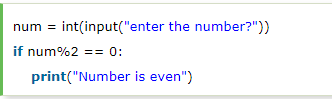 num = int(input("enter the number?"))
if num%2 == 0:
    print("Number is even")